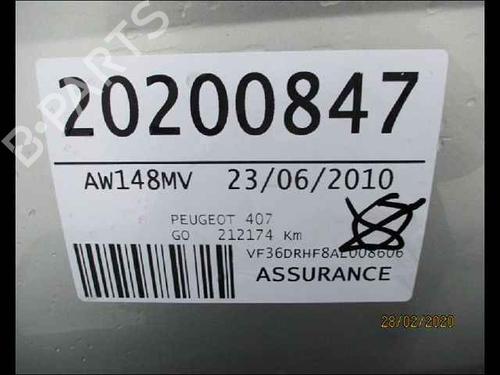 B-PARTS
20200847
AW148MV 23/06/2010
PEUGEOT 407
GO 212174 Km
VF36DRHF8AL008606
ASSURANCE
28/02/2020